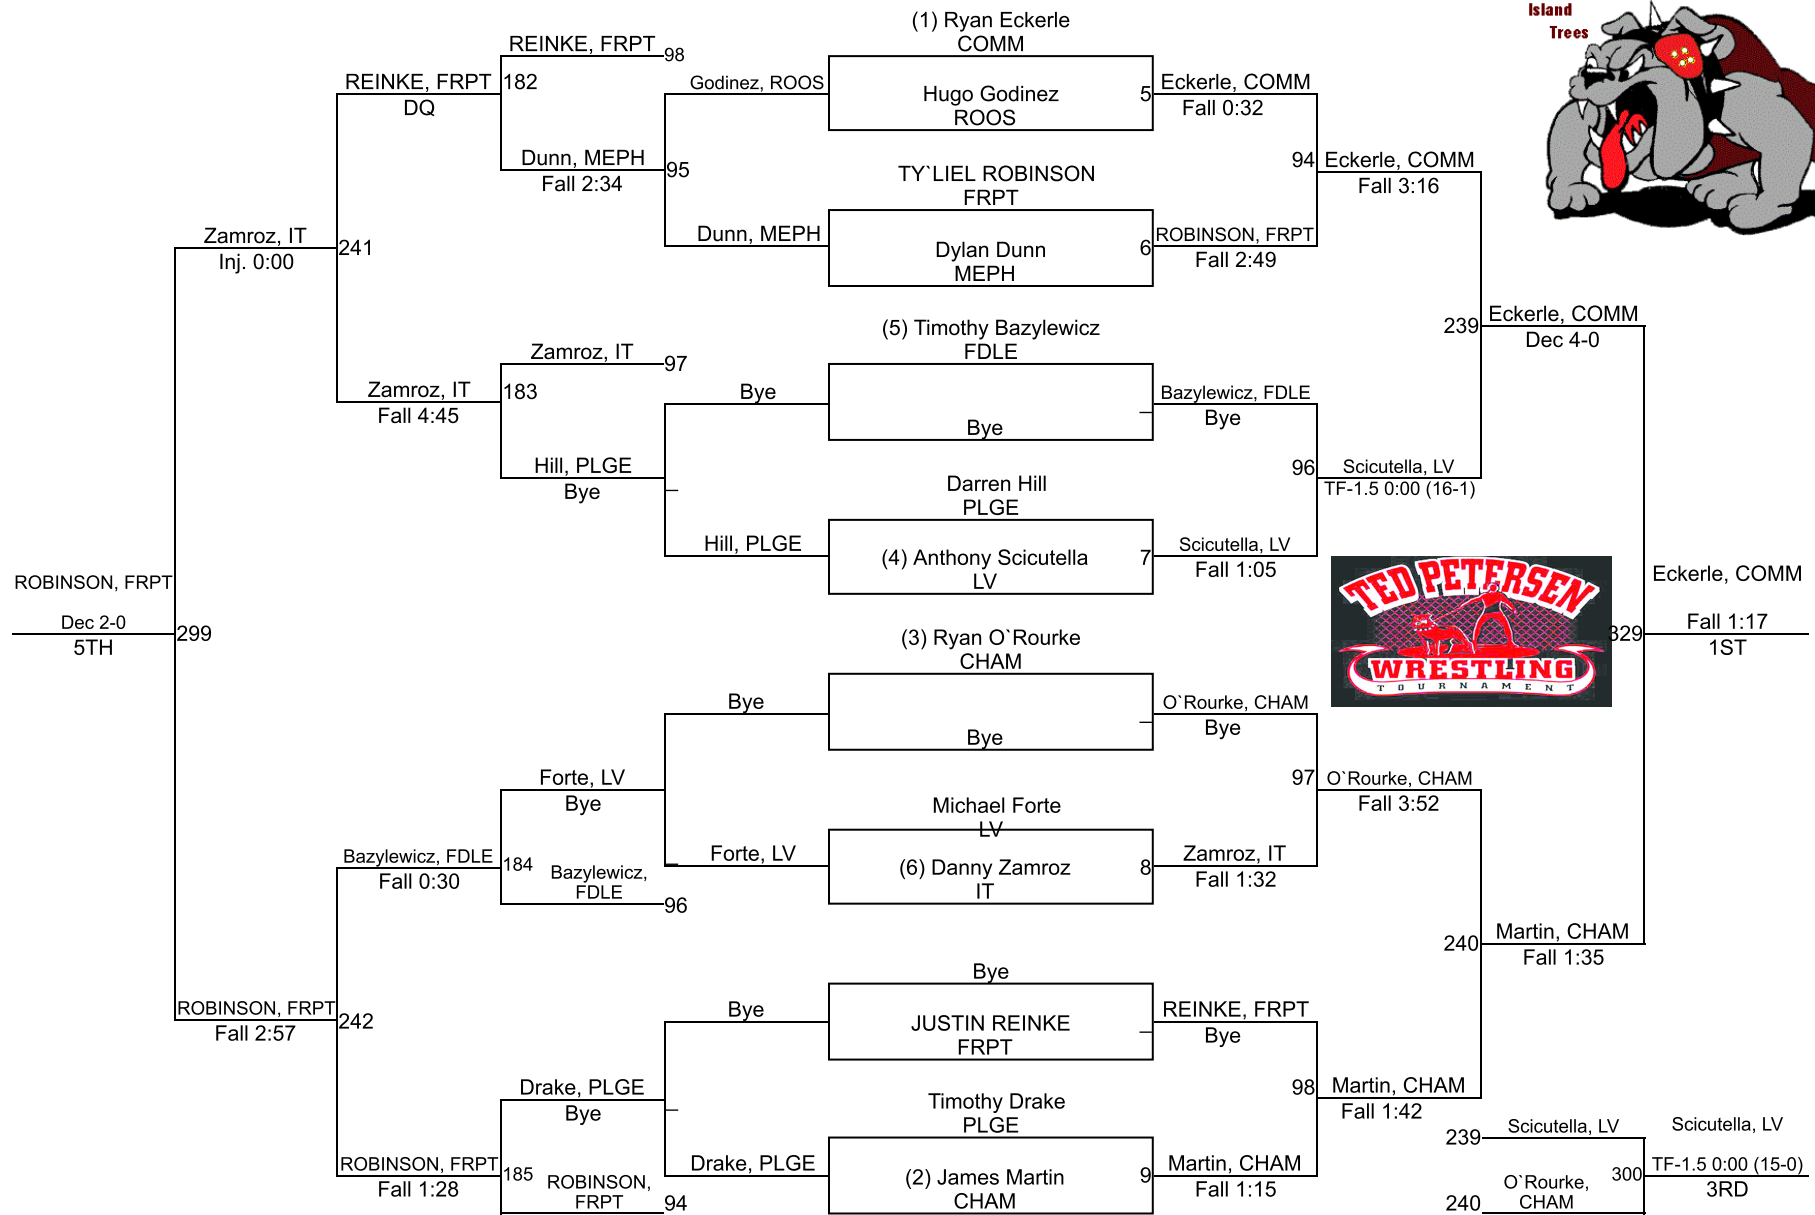 (1) Ryan Eckerle
COMM
Hugo Godinez
ROOS
5
TY`LIEL ROBINSON
FRPT
Dylan Dunn
MEPH
6
(5) Timothy Bazylewicz
FDLE
Bye
Darren Hill
PLGE
(4) Anthony Scicutella
LV
7
(3) Ryan O`Rourke
CHAM
Bye
Michael Forte
LV
(6) Danny Zamroz
IT
8
Bye
JUSTIN REINKE
FRPT
Timothy Drake
PLGE
(2) James Martin
CHAM
9
Eckerle, COMM
Fall 0:32
94
ROBINSON, FRPT
Fall 2:49
Bazylewicz, FDLE
Bye
96
Scicutella, LV
Fall 1:05
O`Rourke, CHAM
Bye
97
Zamroz, IT
Fall 1:32
REINKE, FRPT
Bye
98
Martin, CHAM
Fall 1:15
Eckerle, COMM
Fall 3:16
239
Scicutella, LV
TF-1.5 0:00 (16-1)
O`Rourke, CHAM
Fall 3:52
240
Martin, CHAM
Fall 1:42
Eckerle, COMM
Dec 4-0
329
Martin, CHAM
Fall 1:35
Eckerle, COMM
Fall 1:17
1ST
239
Scicutella, LV
300
240
O`Rourke,
CHAM
Scicutella, LV
TF-1.5 0:00 (15-0)
3RD
Godinez, ROOS
95
Dunn, MEPH
Bye
Hill, PLGE
Bye
Forte, LV
Bye
Drake, PLGE
REINKE, FRPT
98
182
Dunn, MEPH
Fall 2:34
Zamroz, IT
97
183
Hill, PLGE
Bye
Forte, LV
Bye
184
Bazylewicz,
FDLE
96
Drake, PLGE
Bye
185
ROBINSON,
FRPT
94
REINKE, FRPT
DQ
241
Zamroz, IT
Fall 4:45
Bazylewicz, FDLE
Fall 0:30
242
ROBINSON, FRPT
Fall 1:28
Zamroz, IT
Inj. 0:00
299
ROBINSON, FRPT
Fall 2:57
ROBINSON, FRPT
Dec 2-0
5TH
Island
Trees
TED PETERSEN
WRESTLING
TOURNAMENT